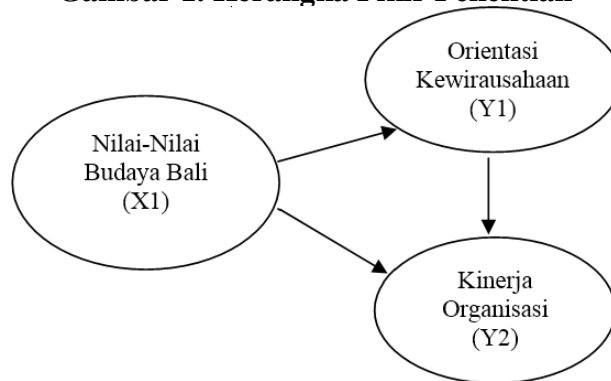 Orientasi
Kewirausahaan
(Y1)
Nilai-Nilai
Budaya Bali
(X1)
Kinerja
Organisasi
(Y2)